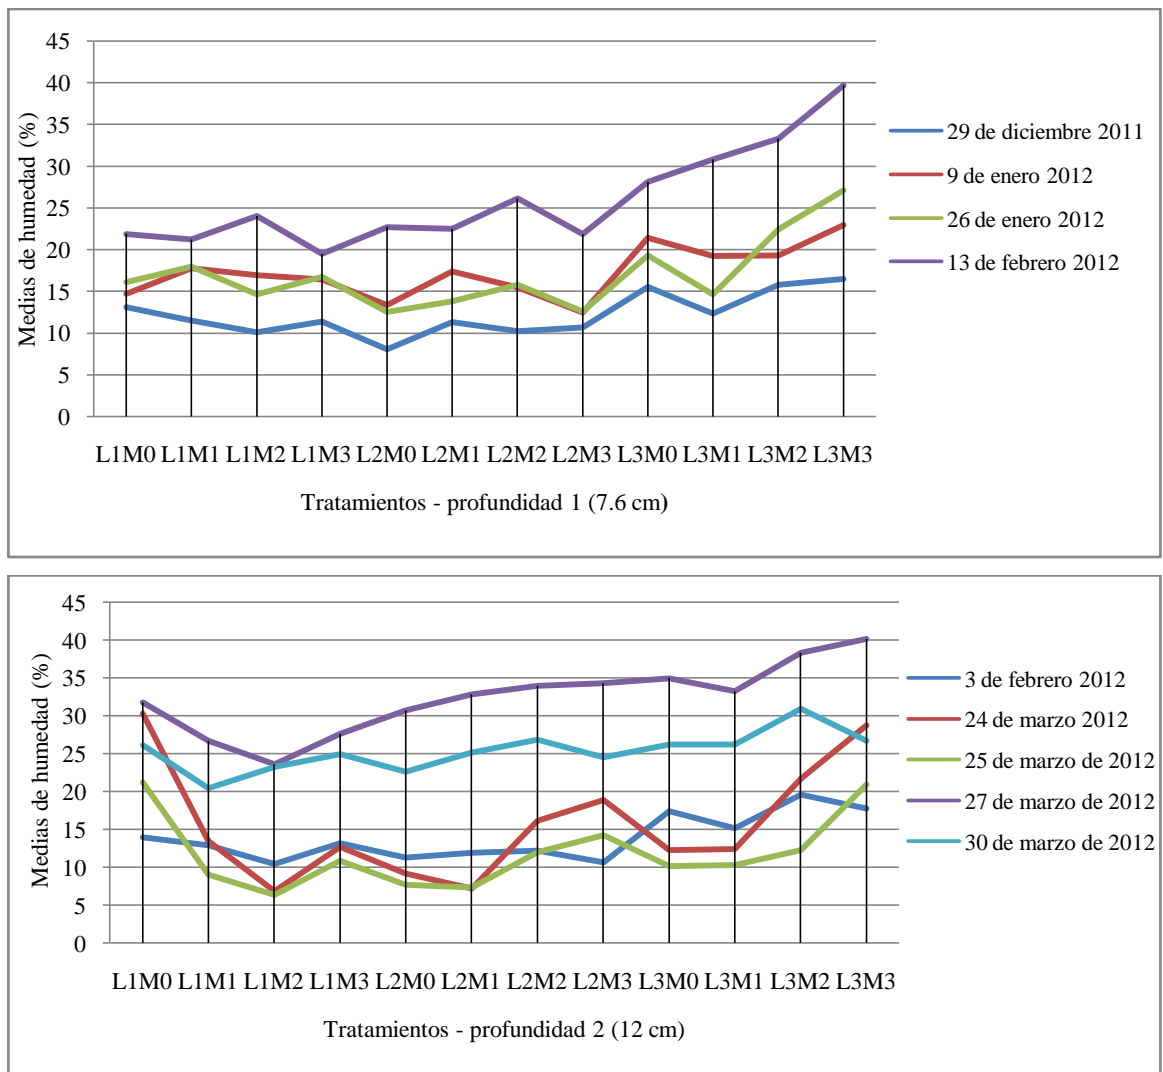 45
40
35
30
25
20
15
10
5
0
Medias de humedad (%)
L1M0 L1M1 L1M2 L1M3 L2M0 L2M1 L2M2 L2M3 L3M0 L3M1 L3M2 L3M3
Tratamientos - profundidad 1 (7.6 cm)
29 de diciembre 2011
9 de enero 2012
26 de enero 2012
13 de febrero 2012
45
40
35
30
25
20
15
10
5
0
Medias de humedad (%)
L1M0 L1M1 L1M2 L1M3 L2M0 L2M1 L2M2 L2M3 L3M0 L3M1 L3M2 L3M3
Tratamientos - profundidad 2 (12 cm)
3 de febrero 2012
24 de marzo 2012
25 de marzo de 2012
27 de marzo de 2012
30 de marzo de 2012